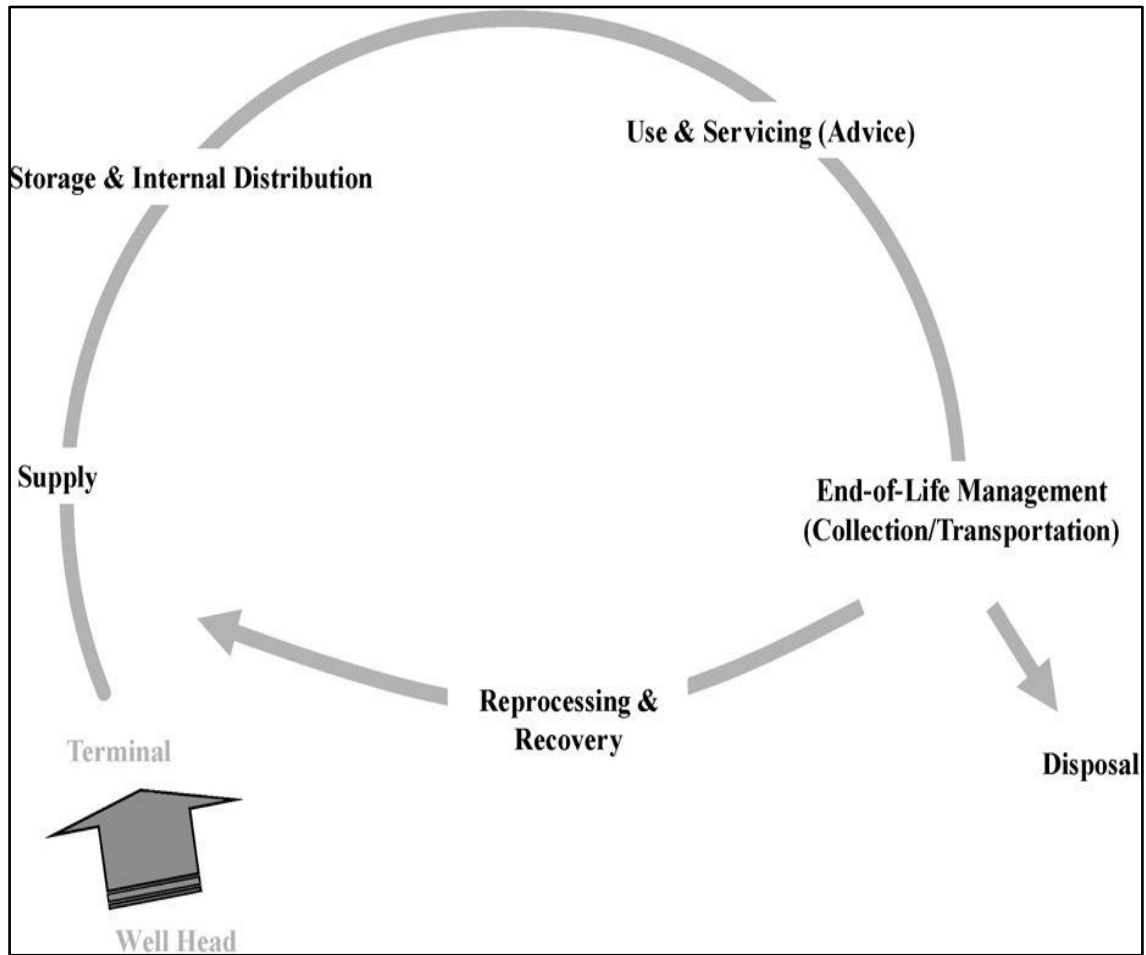 Use & Servicing (Advice)
Storage & Internal Distribution
Supply
End-of-Life Management
(Collection/Transportation)
Reprocessing &
Recovery
Terminal
Disposal
Well Head